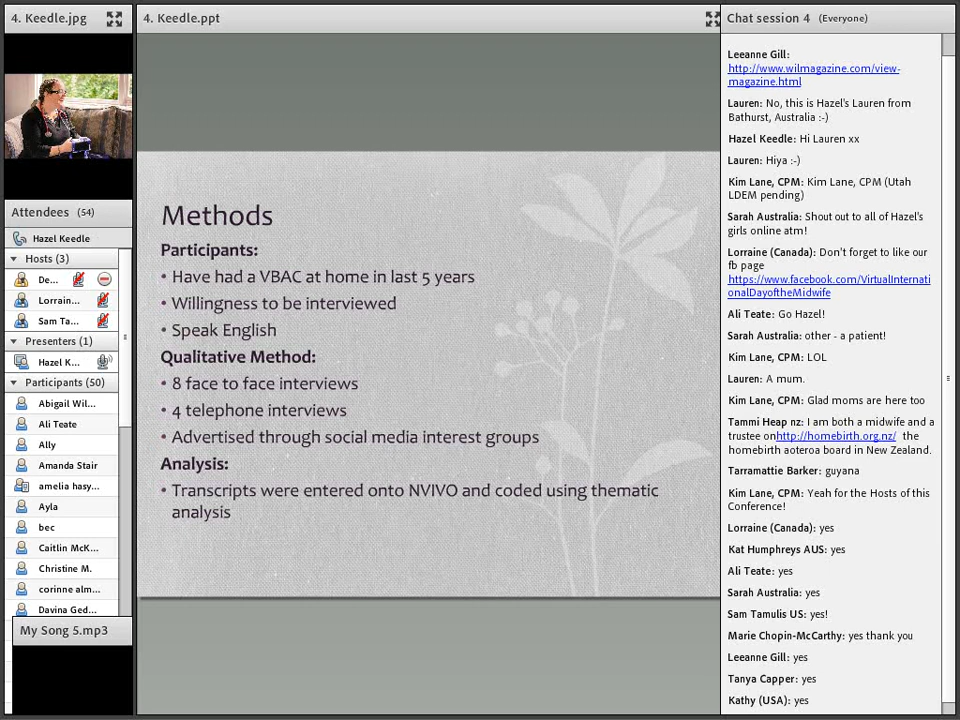 4. Keedle.jpg
Attendees (54)
Hazel Keedle
Hosts (3)
De...
Lorrain...
Sam Ta...
Presenters (1)
Hazel K...
Participants (50)
Abigail Wil...
Ali Teate
Ally
Amanda Stair
amelia hasy...
Ayla
bec
Caitlin McK...
Christine M.
corinne alm...
Davina Ged...
My Song 5.mp3
4. Keedle.ppt
Methods
Participants:
• Have had a VBAC at home in last 5 years
• Willingness to be interviewed
• Speak English
Qualitative Method:
• 8 face to face interviews
• 4 telephone interviews
• Advertised through social media interest groups
Analysis:
• Transcripts were entered onto NVIVO and coded using thematic
analysis
Chat session 4 (Everyone)
Leeanne Gill:
http://www.wilmagazine.com/view-
magazine.html
Lauren: No, this is Hazel's Lauren from
Bathurst, Australia :-)
Hazel Keedle: Hi Lauren xx
Lauren: Hiya :-)
Kim Lane, CPM: Kim Lane, CPM (Utah
LDEM pending)
Sarah Australia: Shout out to all of Hazel's
girls online atm!
Lorraine (Canada): Don't forget to like our
fb page
https://www.facebook.com/VirtualInternati
onalDayoftheMidwife
Ali Teate: Go Hazel!
Sarah Australia: other - a patient!
Kim Lane, CPM: LOL
Lauren: A mum.
Kim Lane, CPM: Glad moms are here too
Tammi Heap nz: I am both a midwife and a
trustee onhttp://homebirth.org.nz/ the
homebirth aoteroa board in New Zealand.
Tarramattie Barker: guyana
Kim Lane, CPM: Yeah for the Hosts of this
Conference!
Lorraine (Canada): yes
Kat Humphreys AUS: yes
Ali Teate: yes
Sarah Australia: yes
Sam Tamulis US: yes!
Marie Chopin-McCarthy: yes thank you
Leeanne Gill: yes
Tanya Capper: yes
Kathy (USA): yes